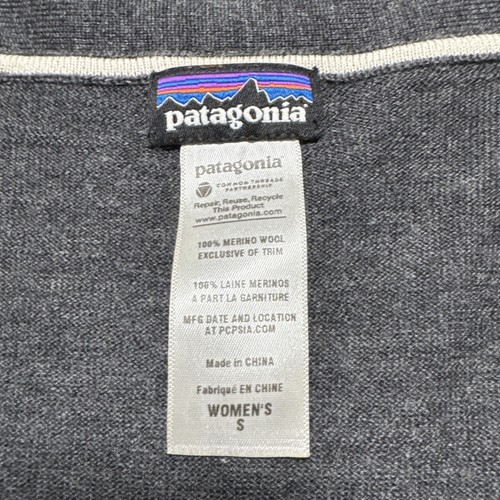 patagonia
patagonia
COMMON THREADS
PARTNERSHIP
Repair, Reuse, Recycle
This Product
www.patagonia.com
100% MERINO WOOL
EXCLUSIVE OF TRIM
100% LAINE MERINOS
A PART LA GARNITURE
MFG DATE AND LOCATION
AT PCPSIA.COM
Made in CHINA
Fabriqué EN CHINE
WOMEN'S
S